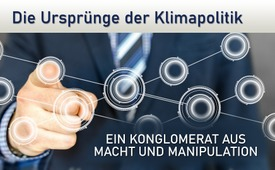 Die Ursprünge der Klimapolitik
EIN KONGLOMERAT AUS
MACHT UND MANIPULATION